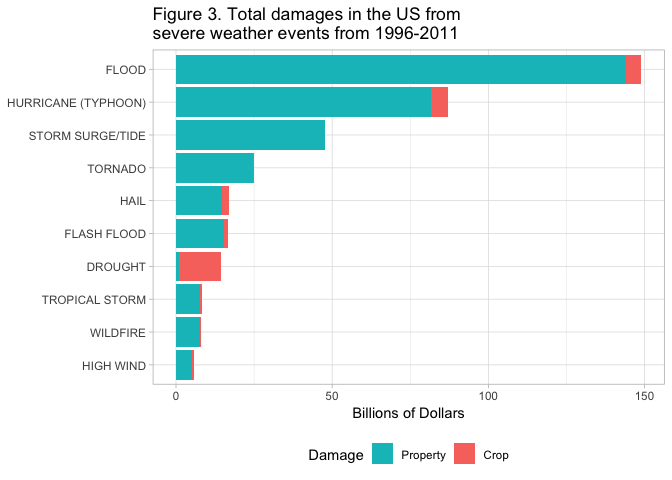 Figure 3. Total damages in the US from
severe weather events from 1996-2011
FLOOD
HURRICANE (TYPHOON)
STORM SURGE/TIDE
TORNADO
HAIL
FLASH FLOOD
DROUGHT
TROPICAL STORM
WILDFIRE
HIGH WIND
0 50 100 150
Billions of Dollars
Damage Property Crop